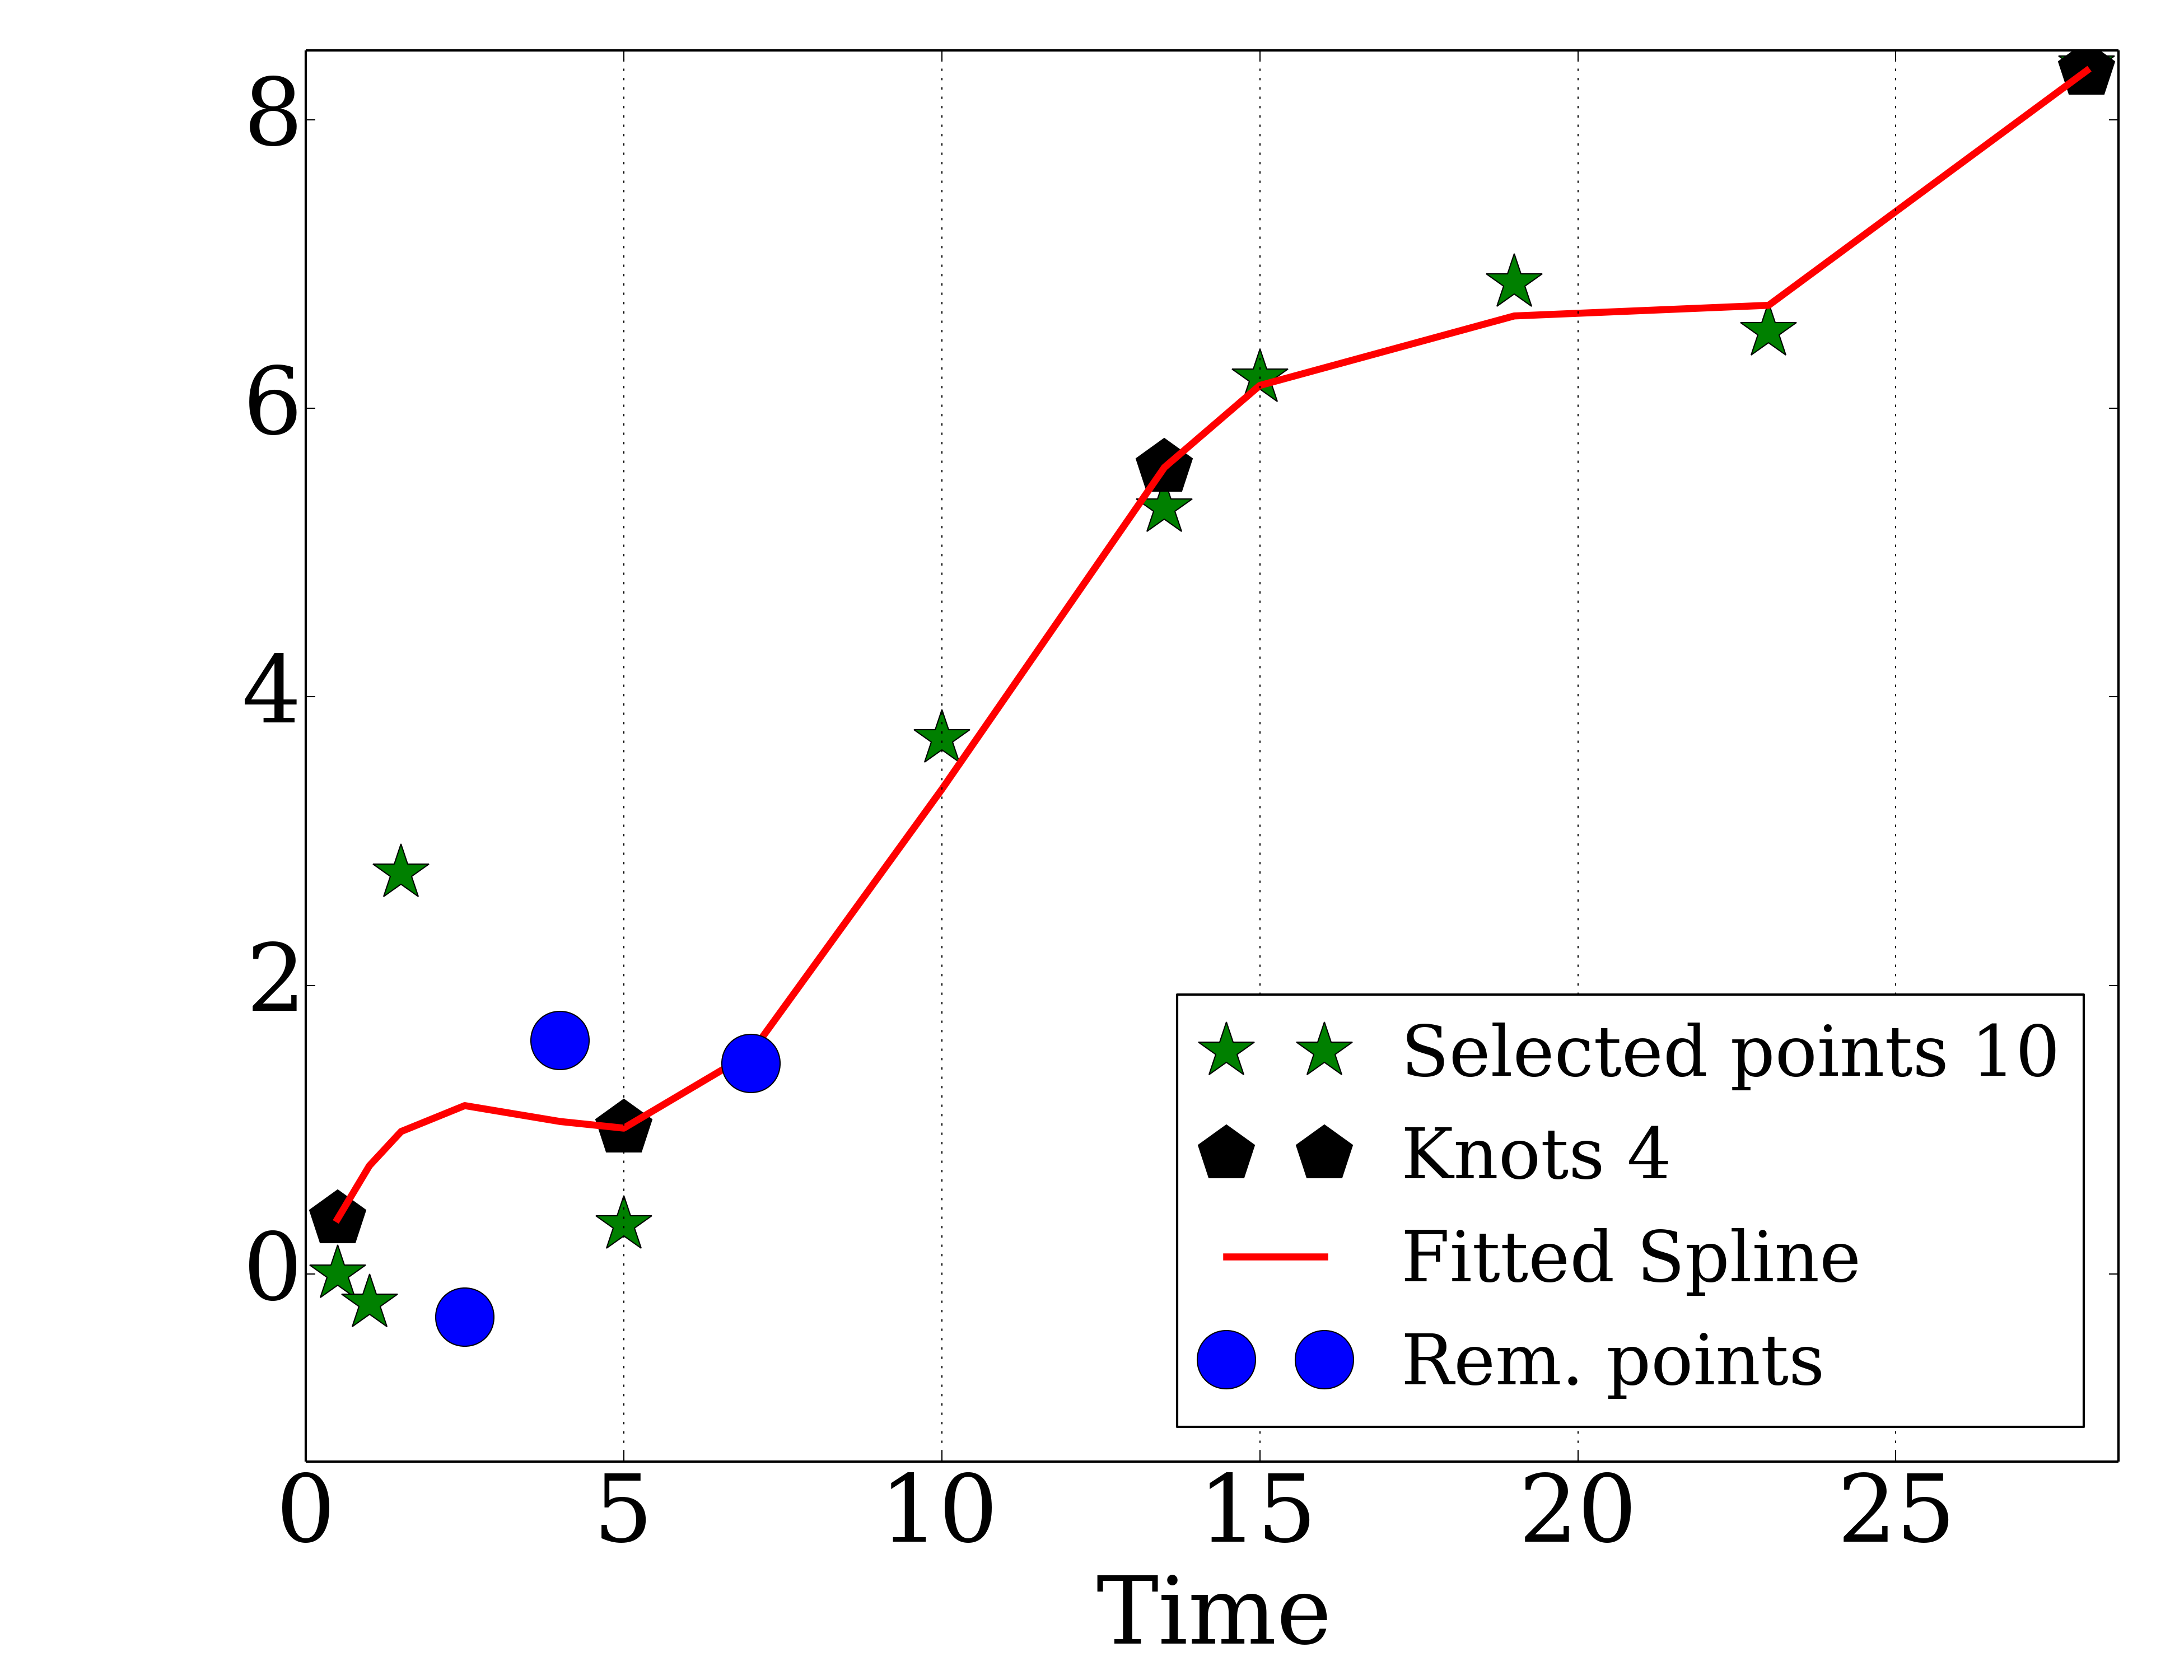 8
6
4
2
0
Selected points 10
Knots 4
Fitted Spline
Rem. points
0 5 10 15 20 25
Time